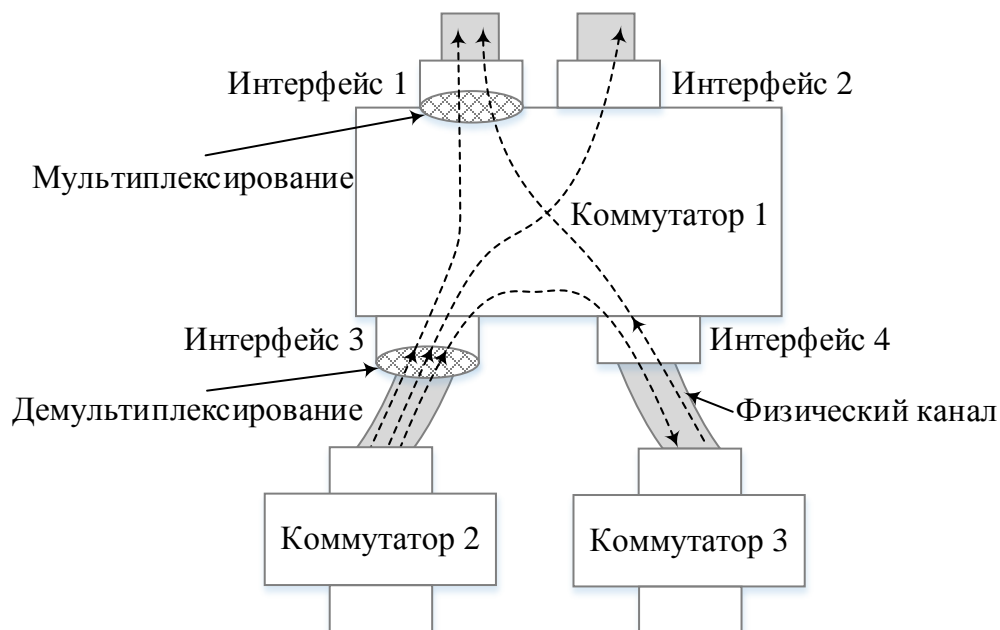 Интерфейс 1
Интерфейс 2
Мультиплексирование
Коммутатор 1
Интерфейс 3
Интерфейс 4
Демультиплексирование
Физический канал
Коммутатор 2
Коммутатор 3